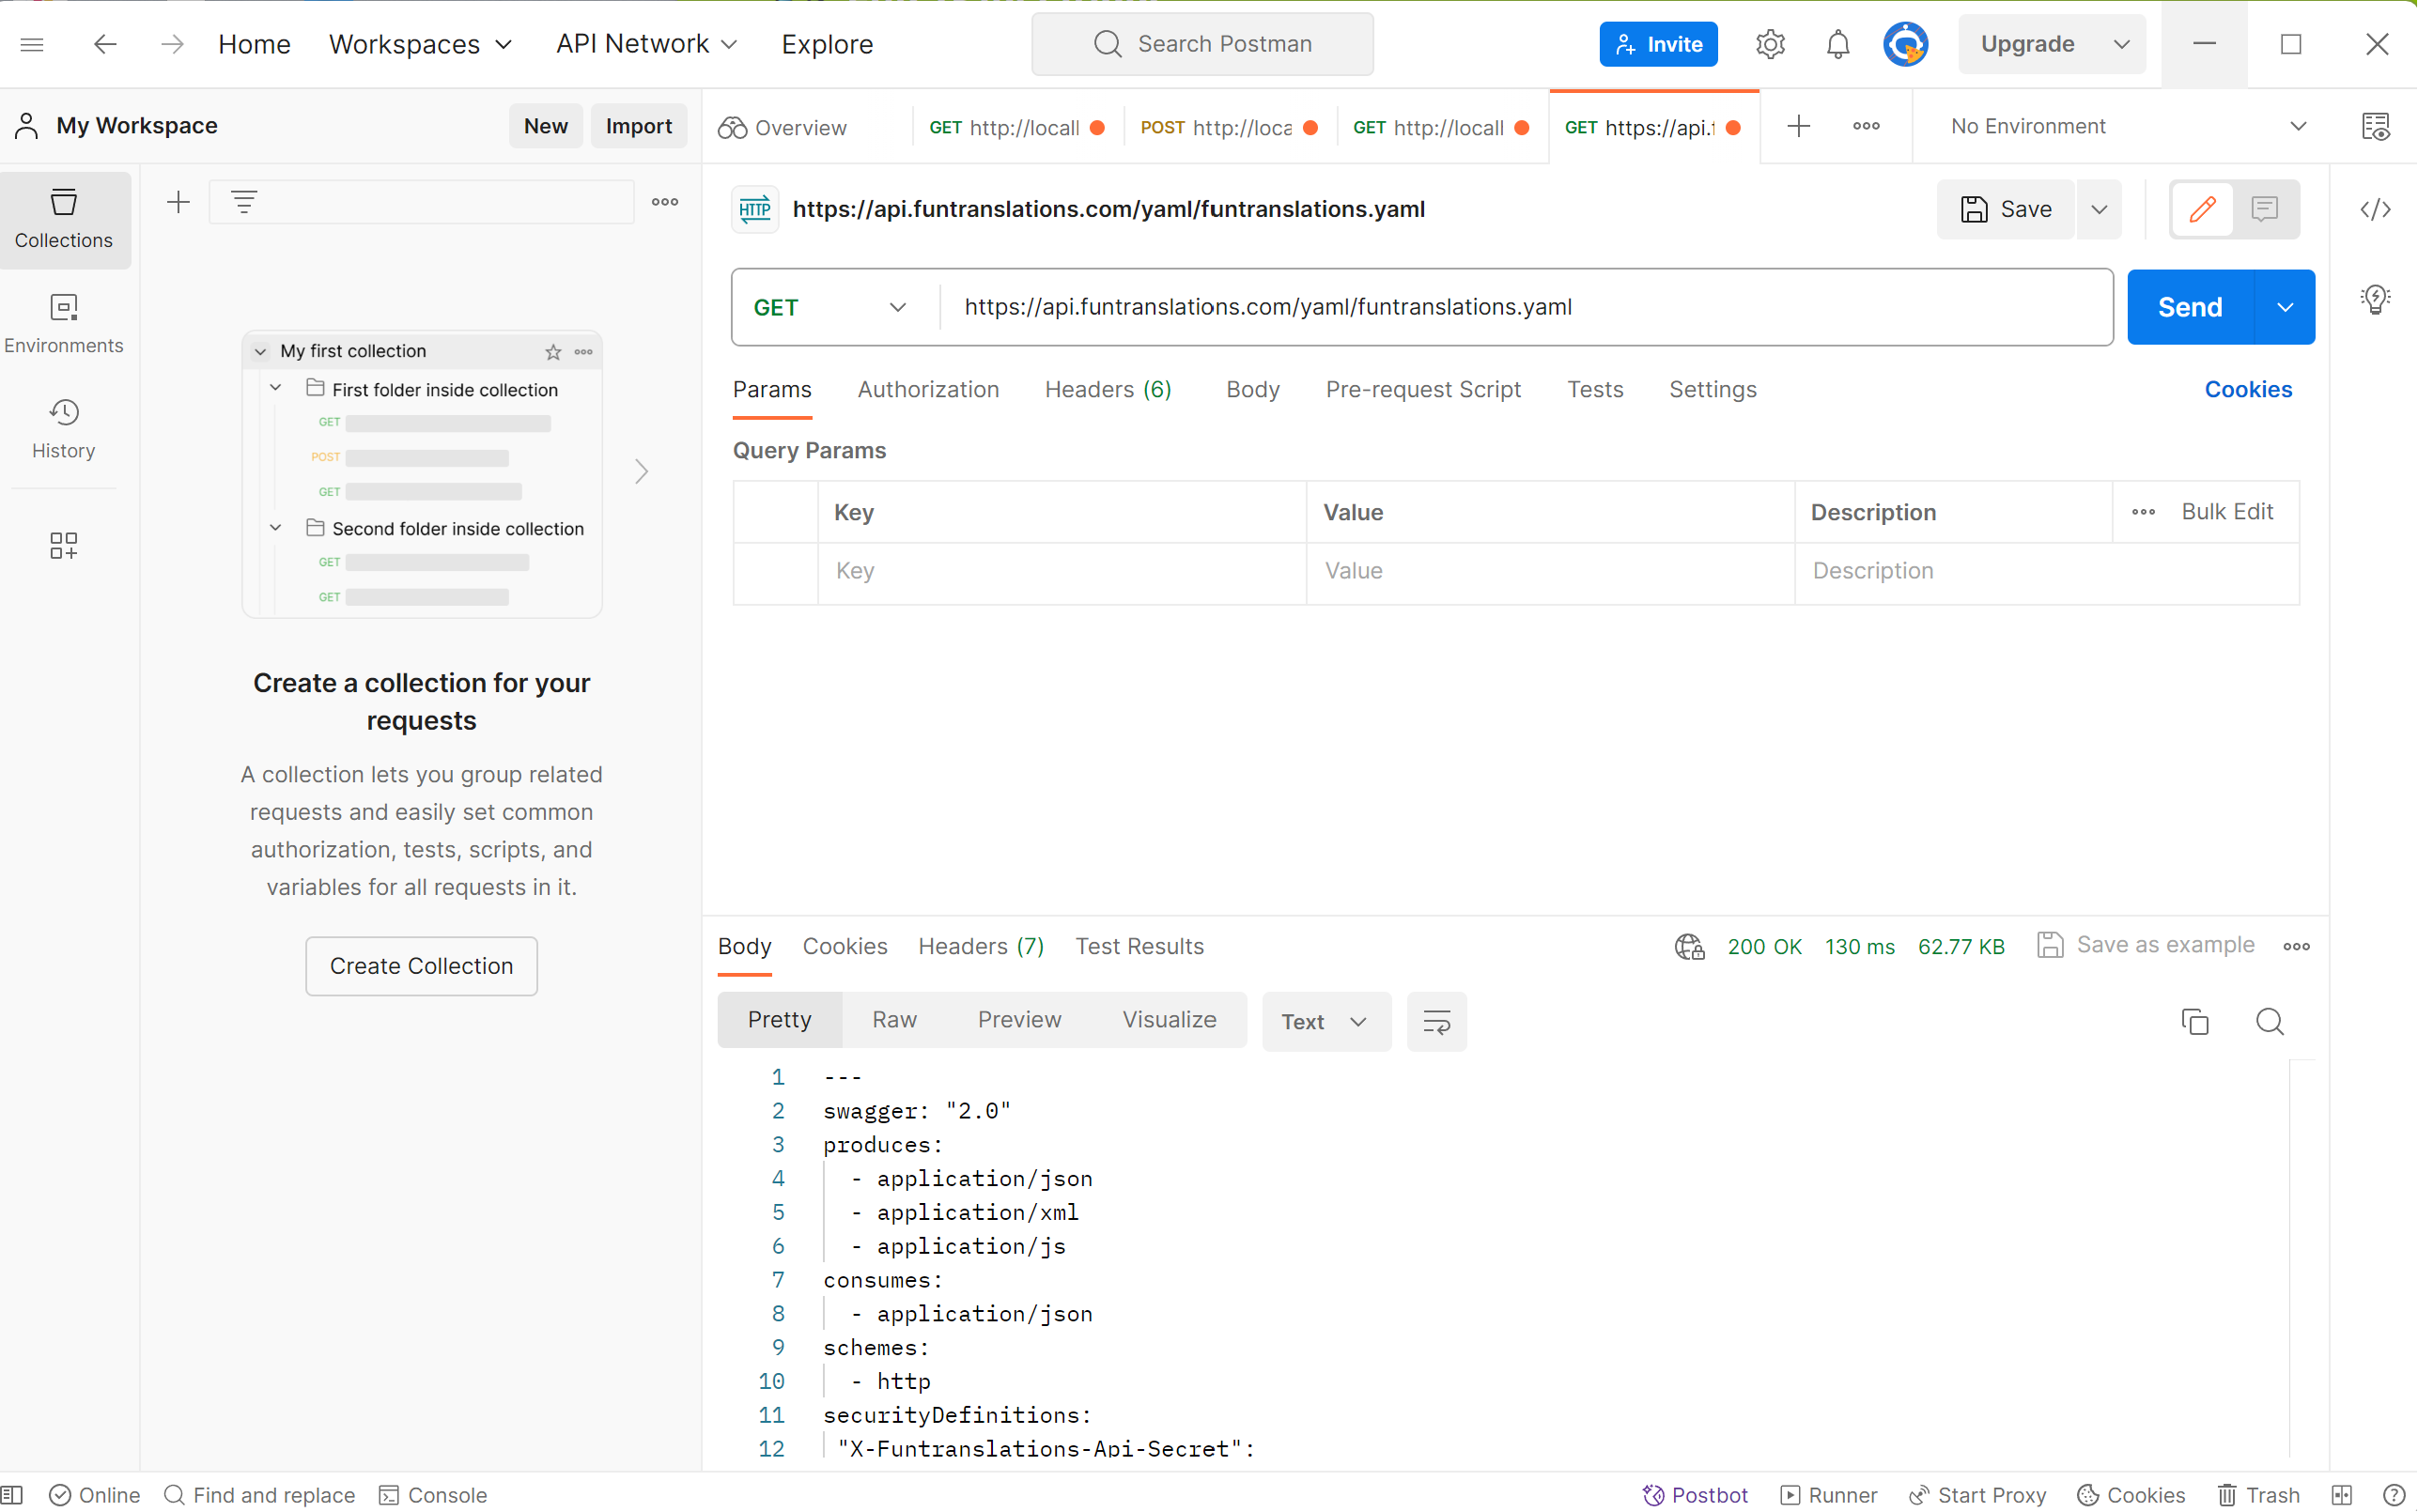 Home Workspaces API Network Explore Search Postman Invite Upgrade
My Workspace New Import Overview GET http://locall POST http://loca GET http://locall GET https://api.f No Environment
Collections
Environments
History
My first collection
First folder inside collection
GET
POST
GET
Second folder inside collection
GET
GET
Create a collection for your
requests
A collection lets you group related
requests and easily set common
authorization, tests, scripts, and
variables for all requests in it.
Create Collection
HTTP https://api.funtranslations.com/yaml/funtranslations.yaml Save
GET https://api.funtranslations.com/yaml/funtranslations.yaml Send
Params Authorization Headers (6) Body Pre-request Script Tests Settings Cookies
Query Params
Key Value Description Bulk Edit
Key Value Description
Body Cookies Headers (7) Test Results 200 OK 130 ms 62.77 KB Save as example
Pretty Raw Preview Visualize Text
1 ---
2 swagger: "2.0"
3 produces:
4 - application/json
5 - application/xml
6 - application/js
7 consumes:
8 - application/json
9 schemes:
10 - http
11 securityDefinitions:
12 "X-Funtranslations-Api-Secret":
Online Find and replace Console Postbot Runner Start Proxy Cookies Trash